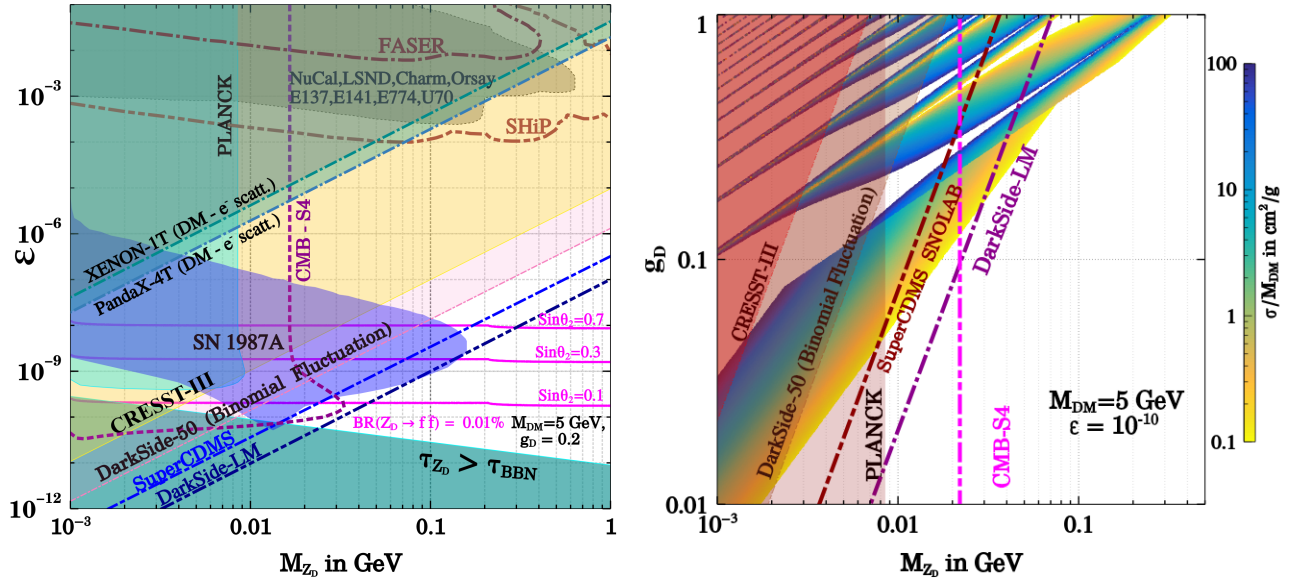 FASER
NuCal,LSND,Charm,Orsay
E137,E141,E774,U70
SHiP
PLANCK
XENON-1T (DM - e⁻ scatt.)
PandaX-4T (DM - e⁻ scatt.)
CMB - S4
SN 1987A
Sinθ₂=0.7
Sinθ₂=0.3
Sinθ₂=0.1
CRESST-III
DarkSide-50 (Binomial Fluctuation)
SuperCDMS
DarkSide-LM
BR(Z_D → f f) = 0.01%
M_DM=5 GeV,
g_D = 0.2
τ_Z_D > τ_BBN
ε
10⁻³
10⁻⁶
10⁻⁹
10⁻¹²
10⁻³
0.01
0.1
1
M_Z_D in GeV
g_D
1
0.1
0.01
CRESST-III
DarkSide-50 (Binomial Fluctuation)
PLANCK
SuperCDMS SNOLAB
CMB-S4
DarkSide-LM
M_DM=5 GeV
ε = 10⁻¹⁰
10⁻³
0.01
0.1
M_Z_D in GeV
100
10
1
0.1
σ/M_DM in cm²/g